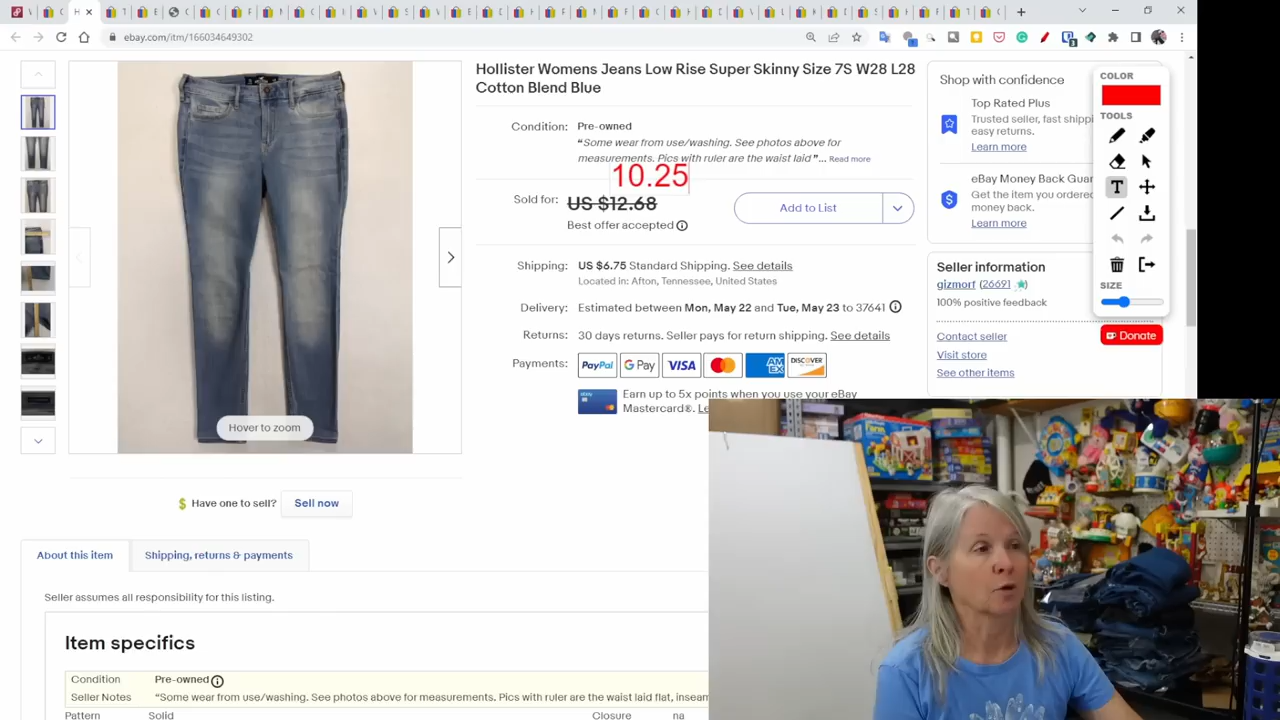 ebay.com/itm/166034649302
COLOR
TOOLS
T
SIZE
Donate
Hollister Womens Jeans Low Rise Super Skinny Size 7S W28 L28
Cotton Blend Blue
Condition: Pre-owned
“Some wear from use/washing. See photos above for
measurements. Pics with ruler are the waist laid ” ... Read more
10.25
Sold for: US $12.68
Best offer accepted
Add to List
Shipping: US $6.75 Standard Shipping. See details
Located in: Afton, Tennessee, United States
Delivery: Estimated between Mon, May 22 and Tue, May 23 to 37641
Returns: 30 days returns. Seller pays for return shipping. See details
Payments: PayPal G Pay VISA AM EX DISCOVER
Earn up to 5x points when you use your eBay
Mastercard®. Le
Shop with confidence
Top Rated Plus
Trusted seller, fast shippi
easy returns.
Learn more
eBay Money Back Guar
Get the item you ordered
money back.
Learn more
Seller information
gizmorf (26691)
100% positive feedback
Contact seller
Visit store
See other items
Hover to zoom
Have one to sell? Sell now
About this item
Shipping, returns & payments
Seller assumes all responsibility for this listing.
Item specifics
Condition Pre-owned
Seller Notes “Some wear from use/washing. See photos above for measurements. Pics with ruler are the waist laid flat, inseam
Pattern Solid Closure na